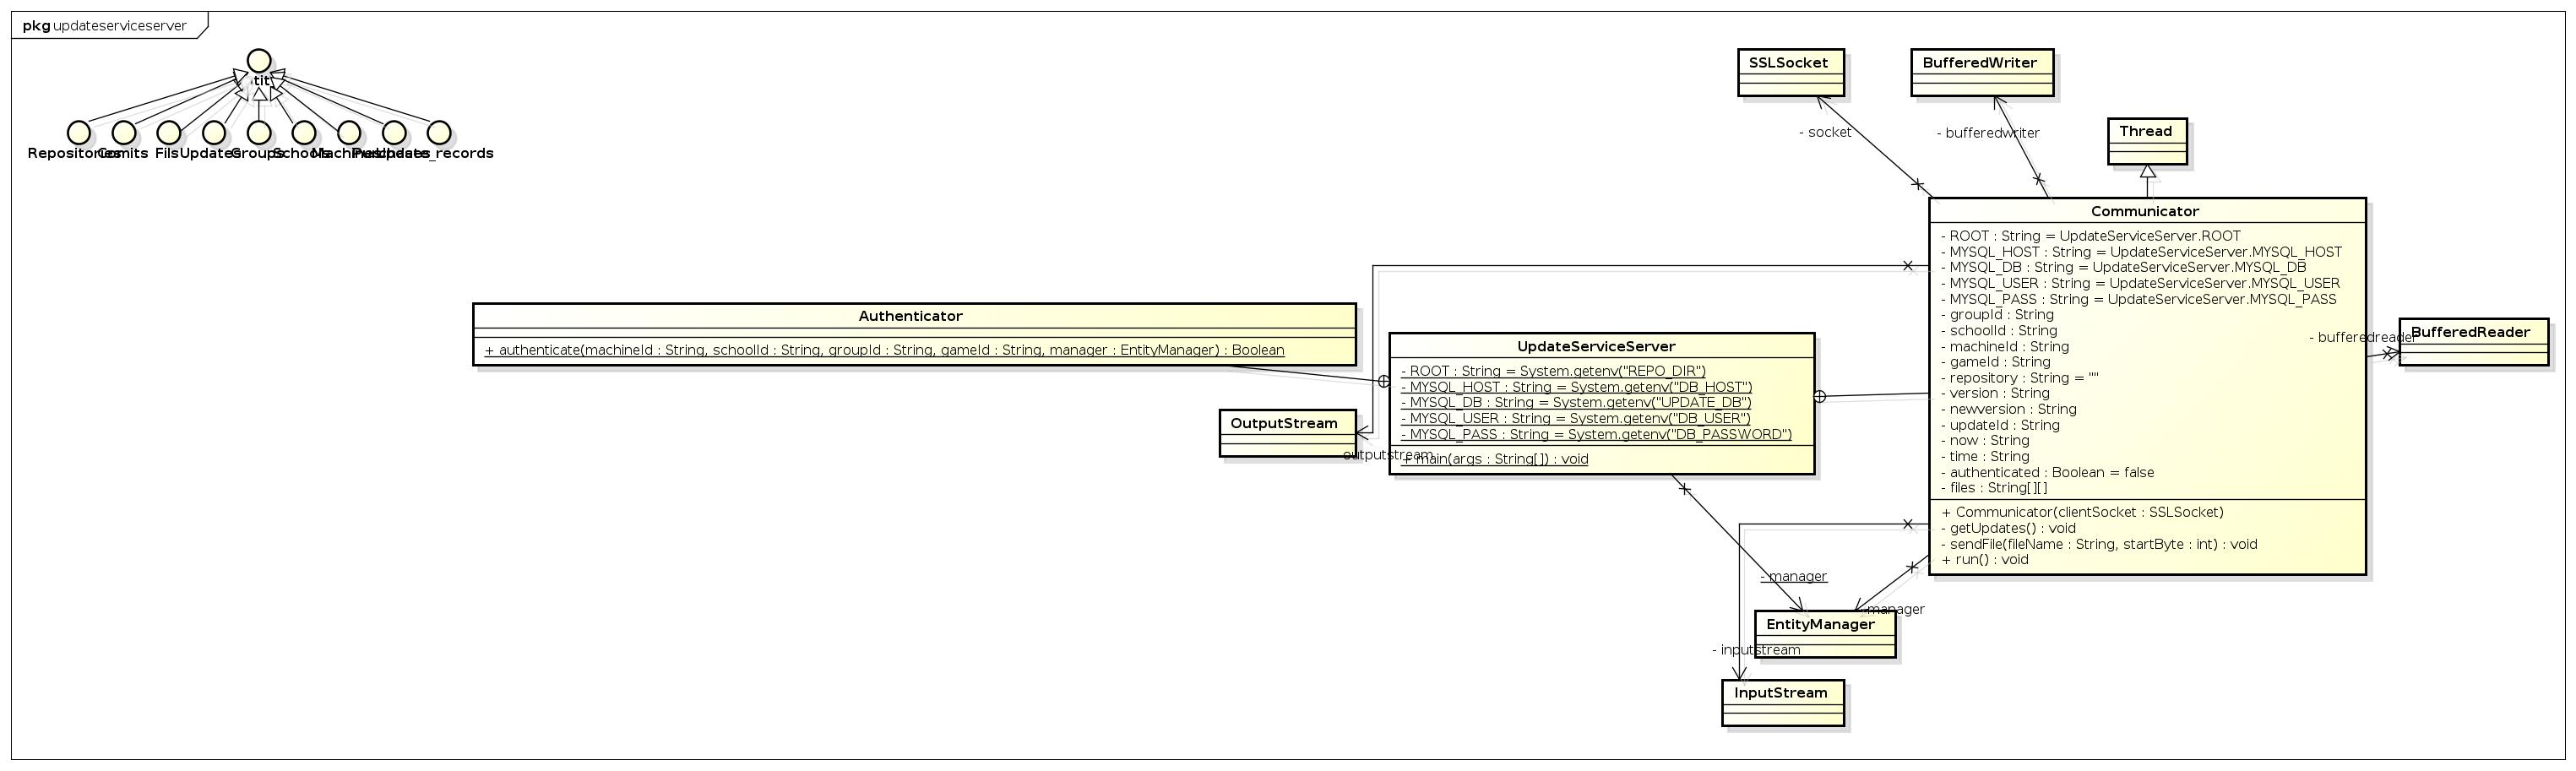 pkg updateserviceserver
Repositories
Comits
Fils
Updates
Groups
Schools
Machines
Updates_records
SSLSocket
- socket
BufferedWriter
- bufferedwriter
Thread
Communicator
- ROOT : String = UpdateServiceServer.ROOT
- MYSQL_HOST : String = UpdateServiceServer.MYSQL_HOST
- MYSQL_DB : String = UpdateServiceServer.MYSQL_DB
- MYSQL_USER : String = UpdateServiceServer.MYSQL_USER
- MYSQL_PASS : String = UpdateServiceServer.MYSQL_PASS
- groupId : String
- schoolId : String
- machineId : String
- gameId : String
- repository : String = ""
- version : String
- newversion : String
- updateId : String
- now : String
- time : String
- authenticated : Boolean = false
- files : String[][]
+ Communicator(clientSocket : SSLSocket)
- getUpdates() : void
- sendFile(fileName : String, startByte : int) : void
+ run() : void
- bufferedreader
BufferedReader
Authenticator
+ authenticate(machineId : String, schoolId : String, groupId : String, gameId : String, manager : EntityManager) : Boolean
UpdateServiceServer
- ROOT : String = System.getenv("REPO_DIR")
- MYSQL_HOST : String = System.getenv("DB_HOST")
- MYSQL_DB : String = System.getenv("UPDATE_DB")
- MYSQL_USER : String = System.getenv("DB_USER")
- MYSQL_PASS : String = System.getenv("DB_PASSWORD")
+ main(args : String[]) : void
OutputStream
outputstream
- manager
- manager
EntityManager
- inputstream
InputStream